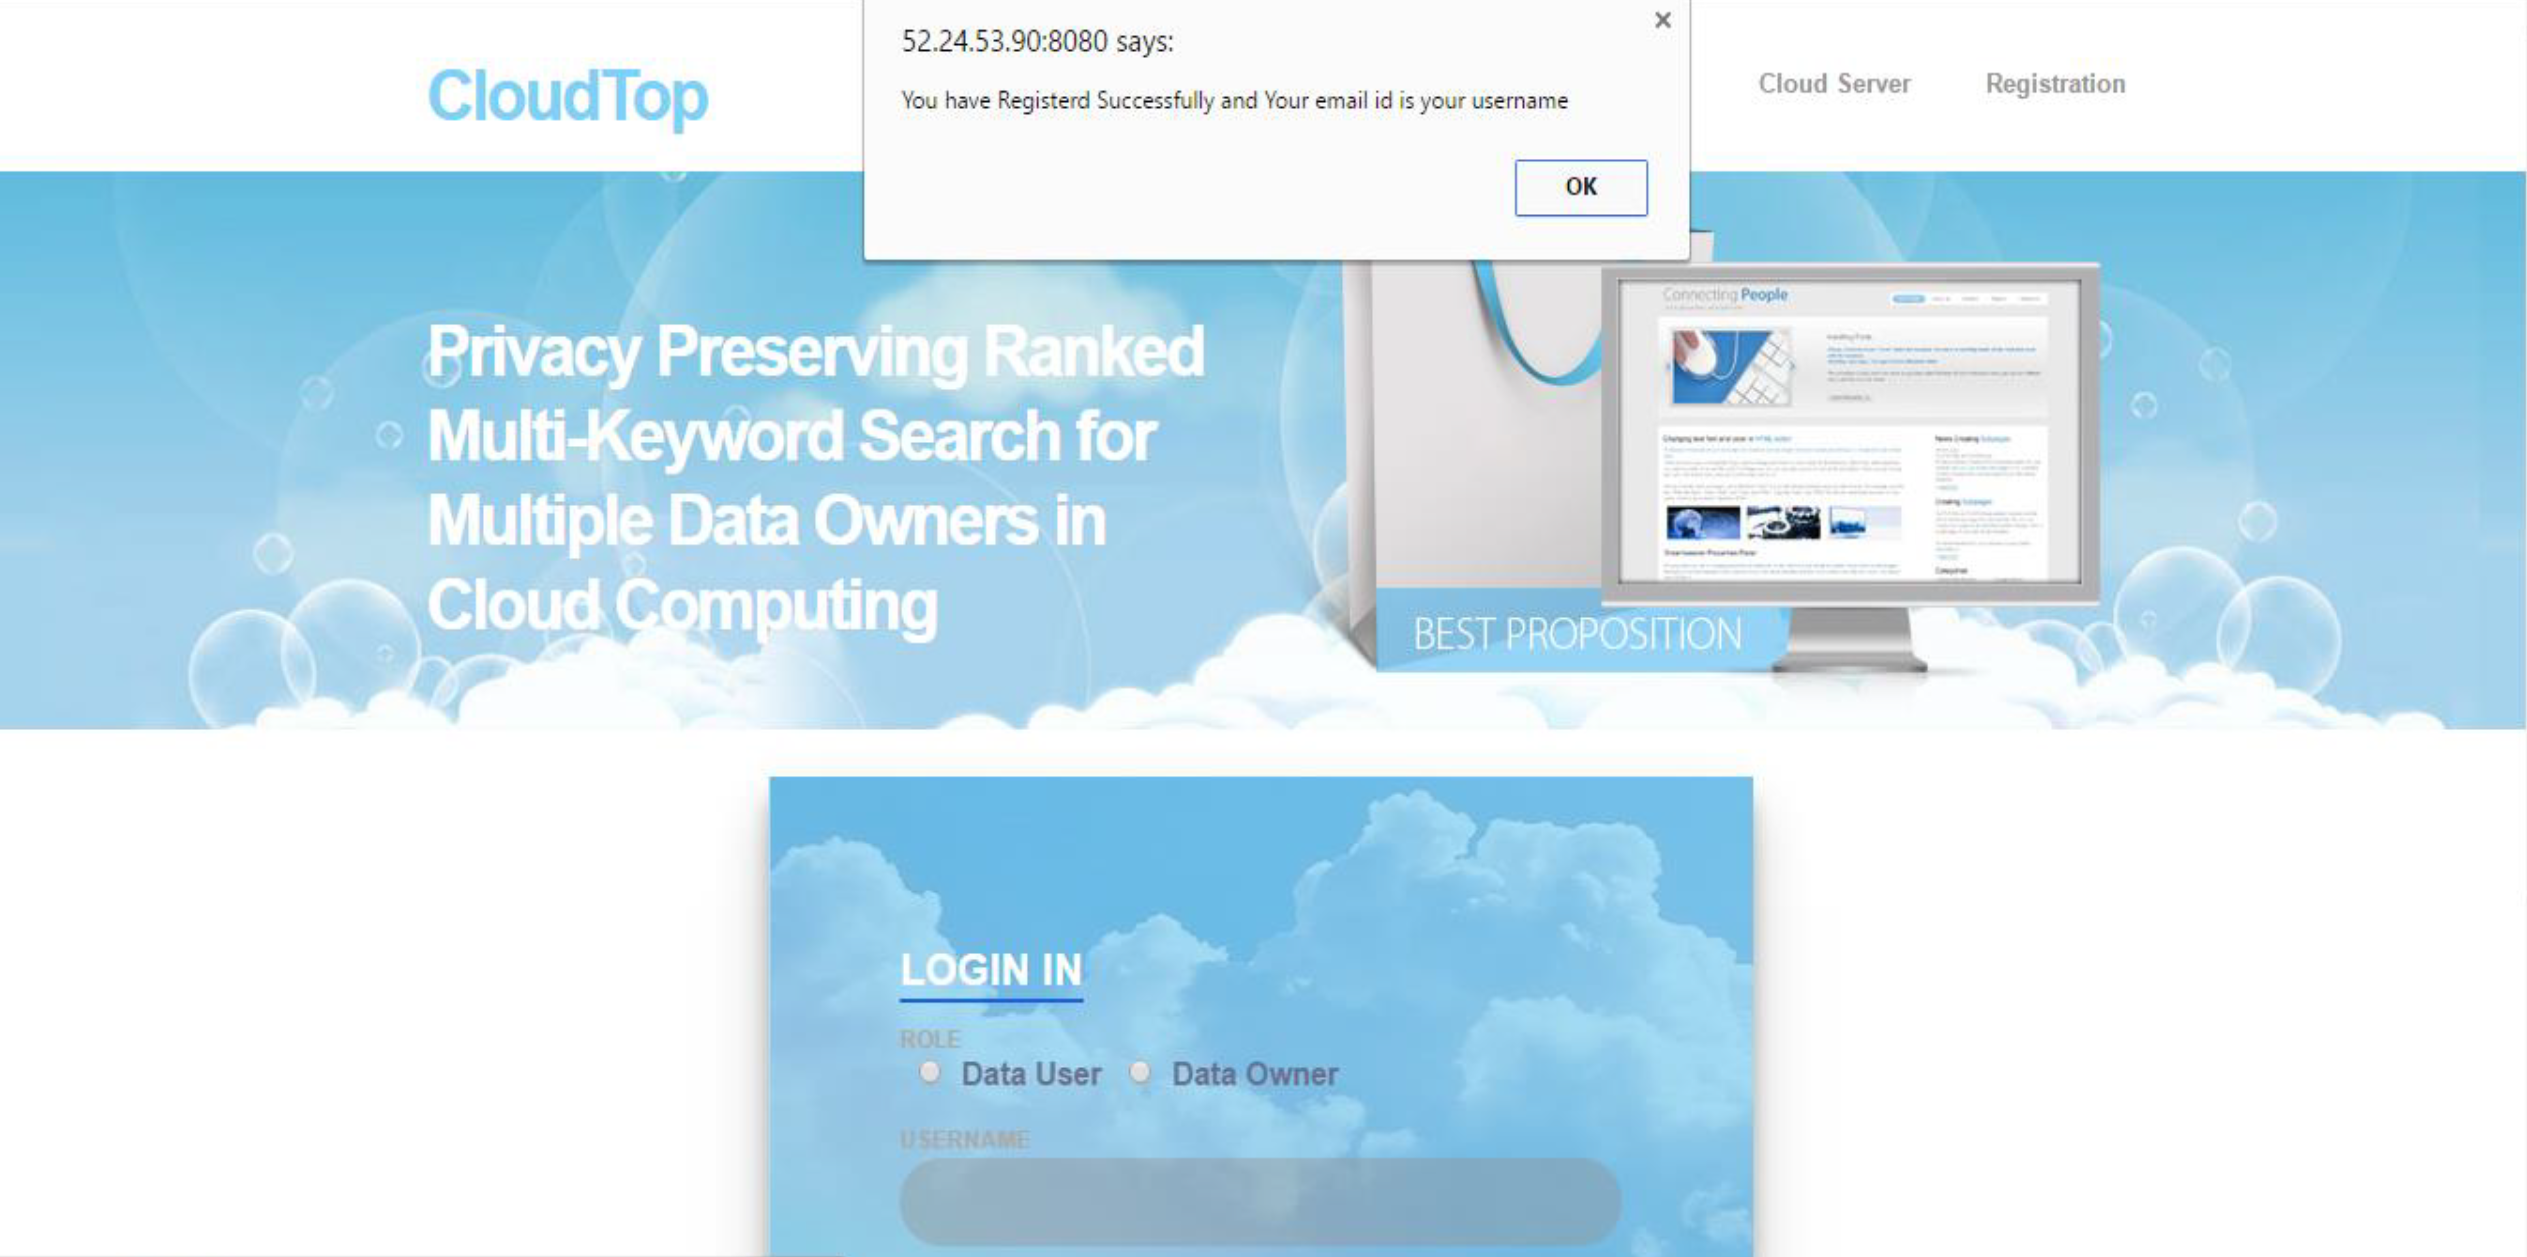 52.24.53.90:8080 says:
You have Registerd Successfully and Your email id is your username
OK
CloudTop
Cloud Server
Registration
Privacy Preserving Ranked
Multi-Keyword Search for
Multiple Data Owners in
Cloud Computing
Connecting People
BEST PROPOSITION
LOGIN IN
ROLE
Data User
Data Owner
USERNAME